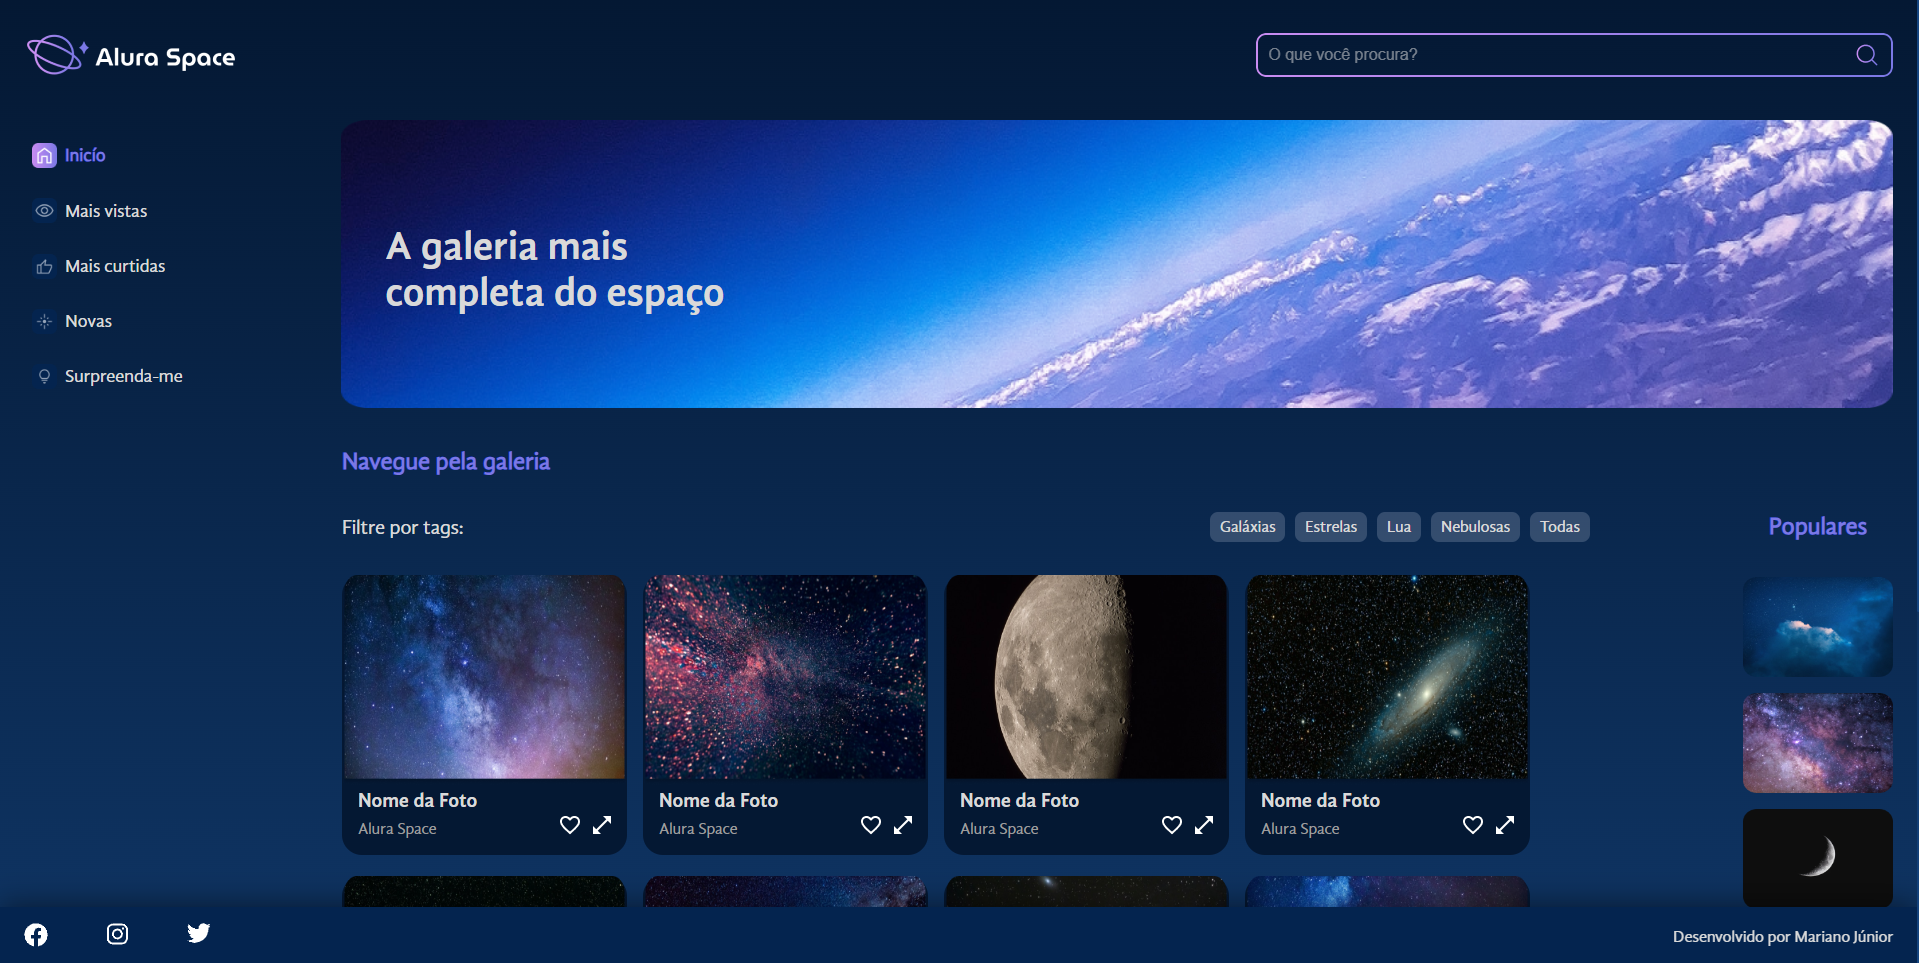 Alura Space
O que você procura?
Inicío
Mais vistas
Mais curtidas
Novas
Surpreenda-me
A galeria mais
completa do espaço
Navegue pela galeria
Filtre por tags:
Galáxias
Estrelas
Lua
Nebulosas
Todas
Populares
Nome da Foto
Alura Space
Nome da Foto
Alura Space
Nome da Foto
Alura Space
Nome da Foto
Alura Space
Desenvolvido por Mariano Júnior